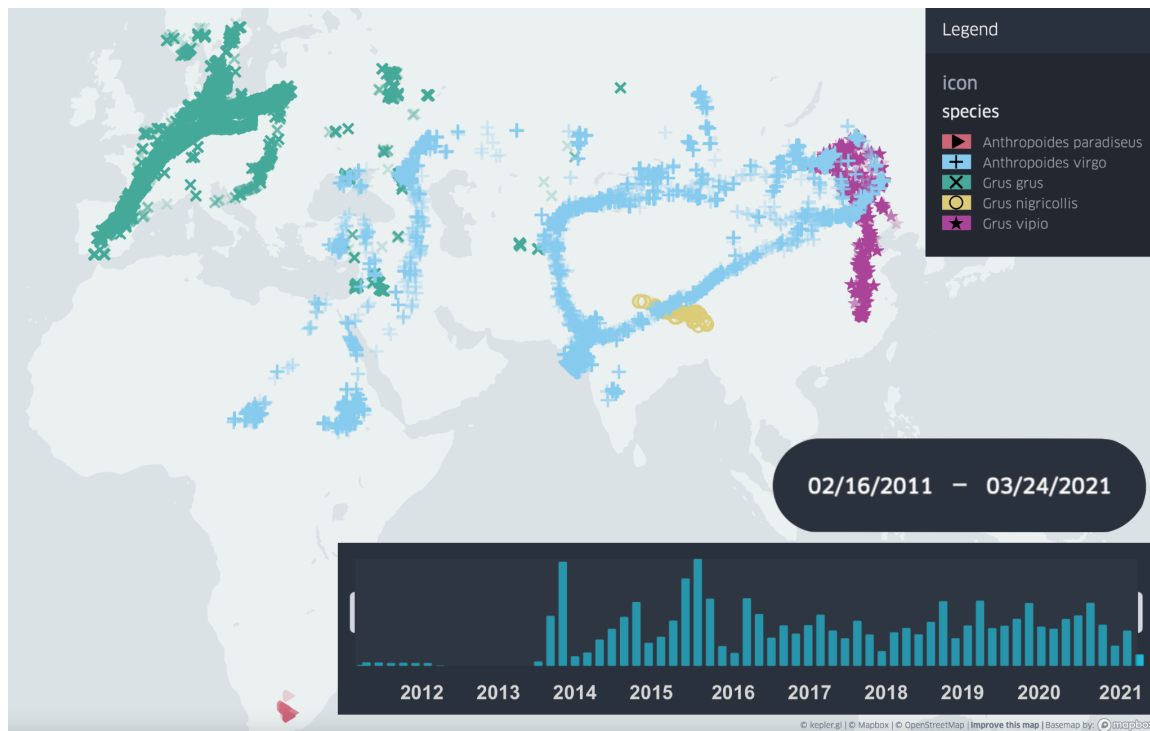 Legend
icon
species
Anthropoides paradiseus
Anthropoides virgo
Grus grus
Grus nigricollis
Grus vipio
02/16/2011 – 03/24/2021
2012 2013 2014 2015 2016 2017 2018 2019 2020 2021
© kepler.gl | © Mapbox | © OpenStreetMap | Improve this map | Basemap by: mapbox